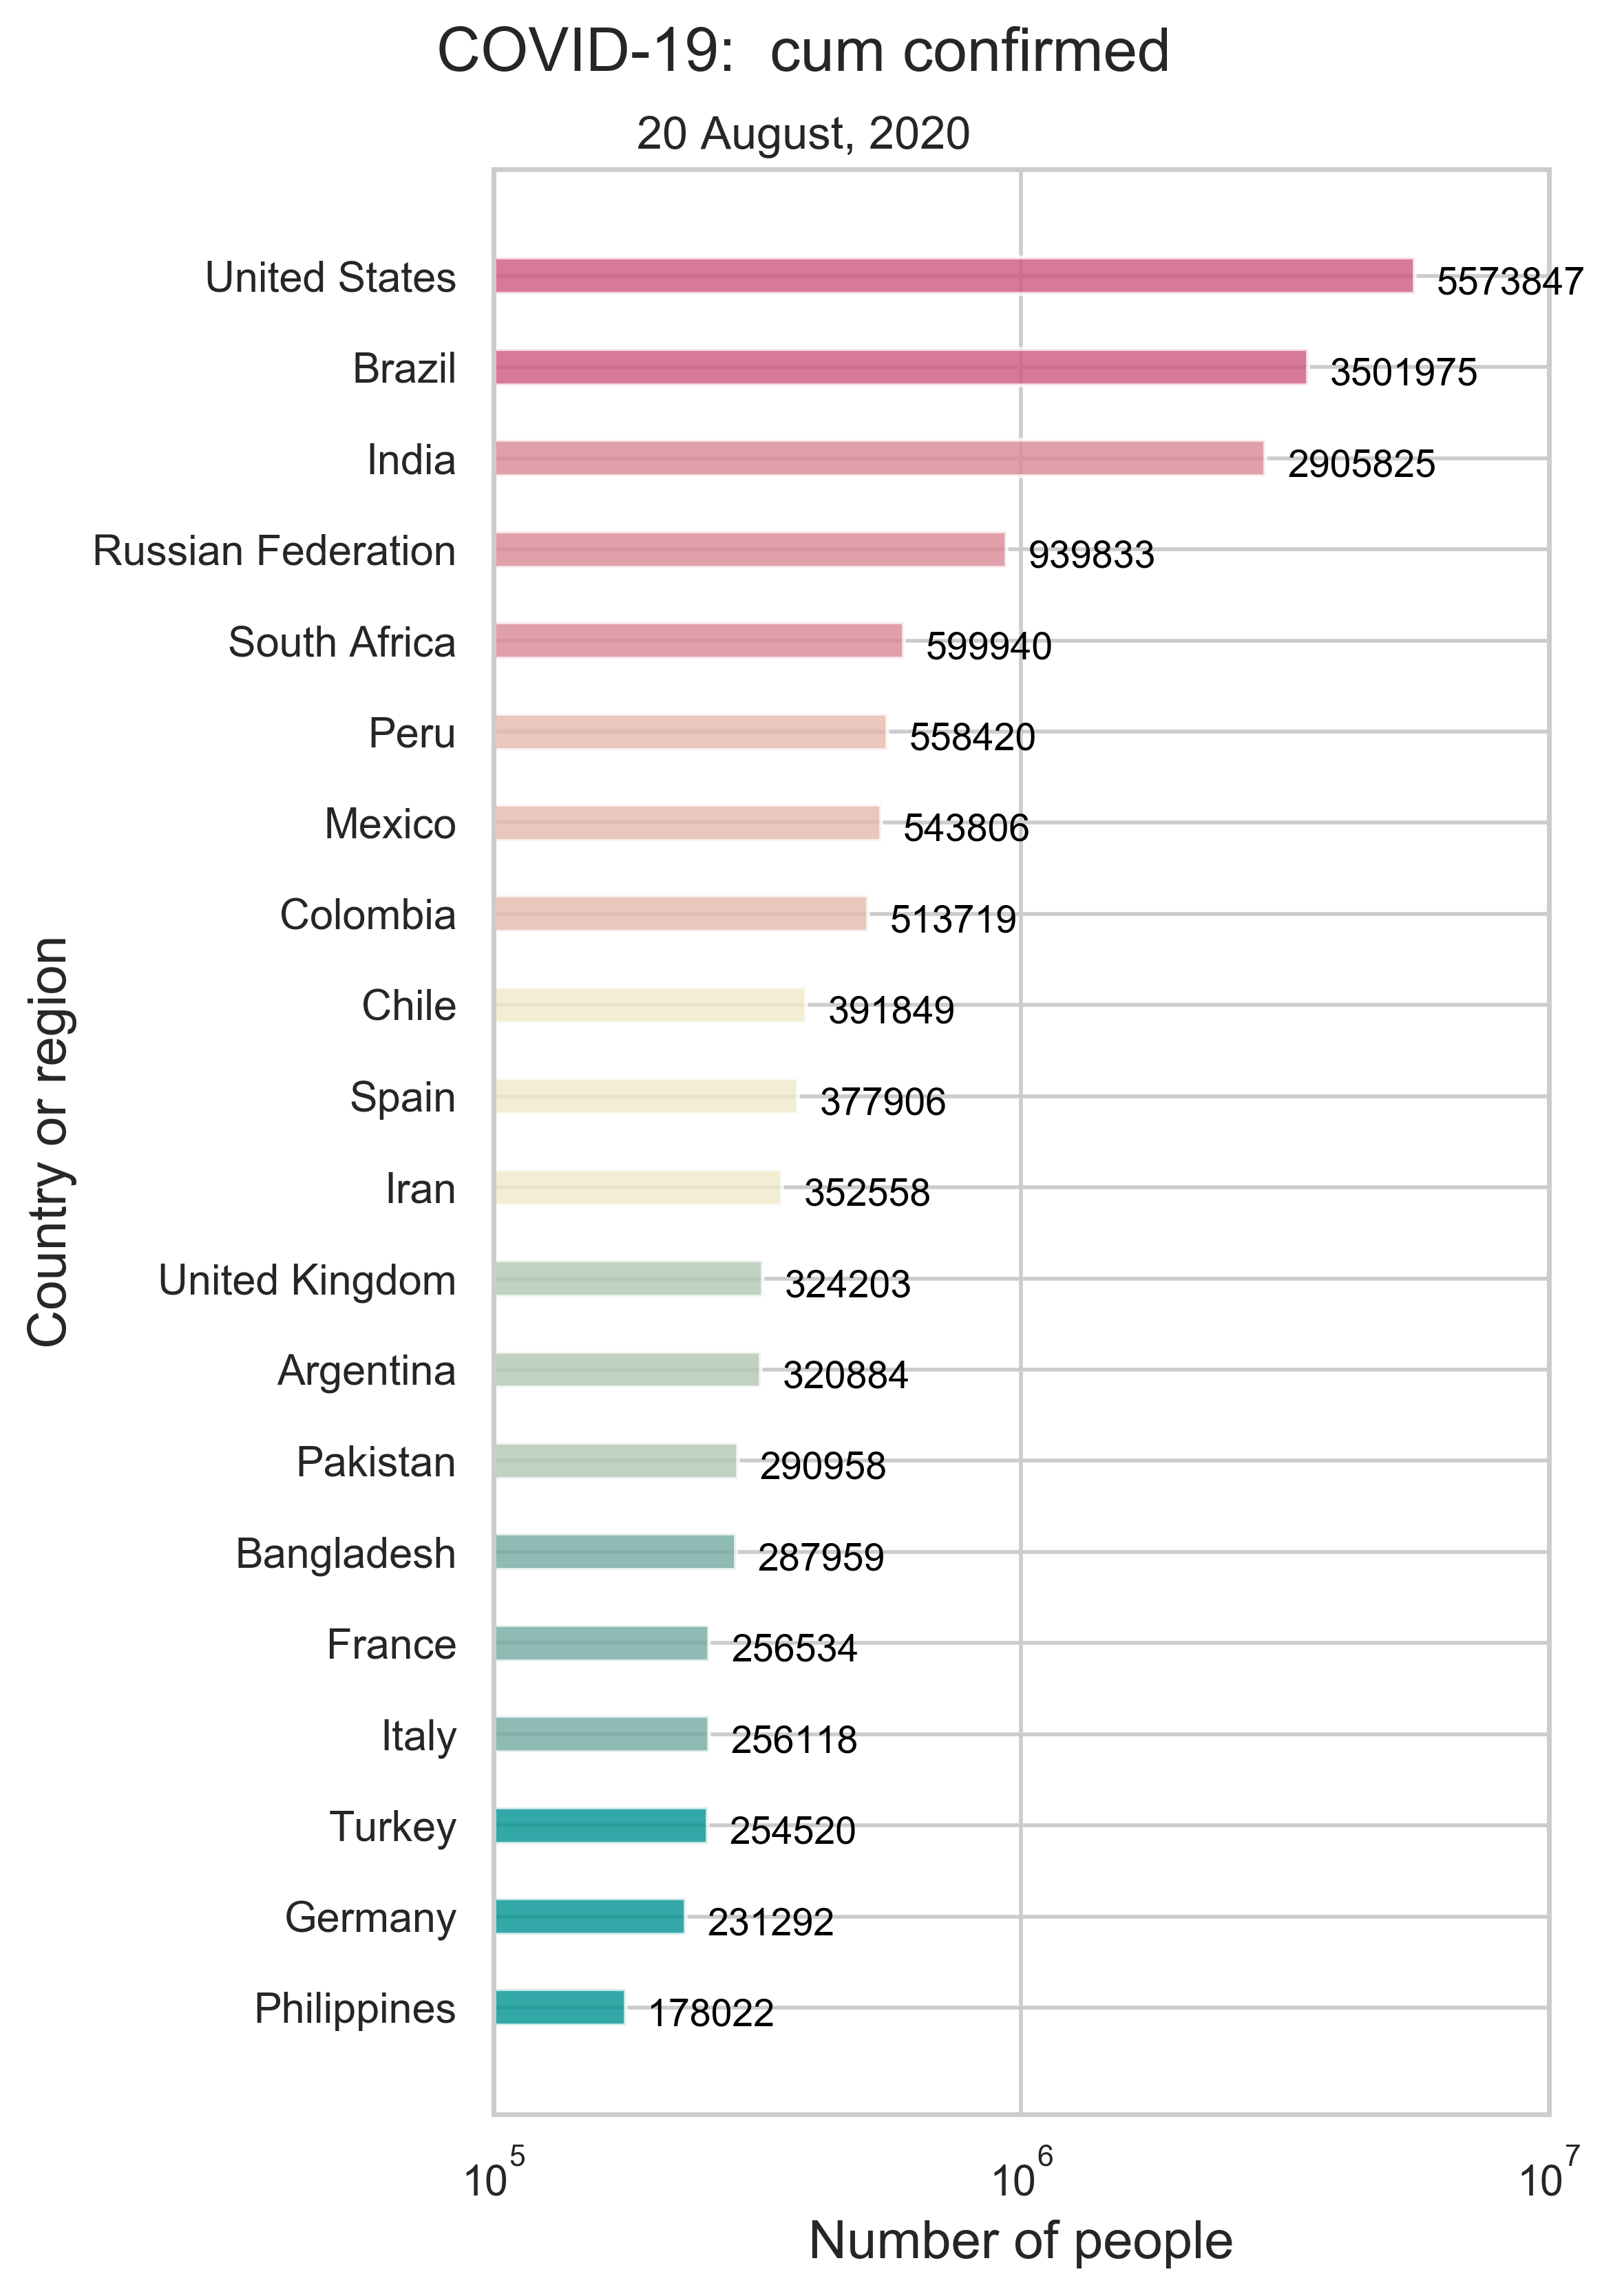 COVID-19:  cum confirmed
20 August, 2020
United States 5573847
Brazil 3501975
India 2905825
Russian Federation 939833
South Africa 599940
Peru 558420
Mexico 543806
Colombia 513719
Chile 391849
Spain 377906
Iran 352558
United Kingdom 324203
Argentina 320884
Pakistan 290958
Bangladesh 287959
France 256534
Italy 256118
Turkey 254520
Germany 231292
Philippines 178022
Country or region
10^5 10^6 10^7
Number of people